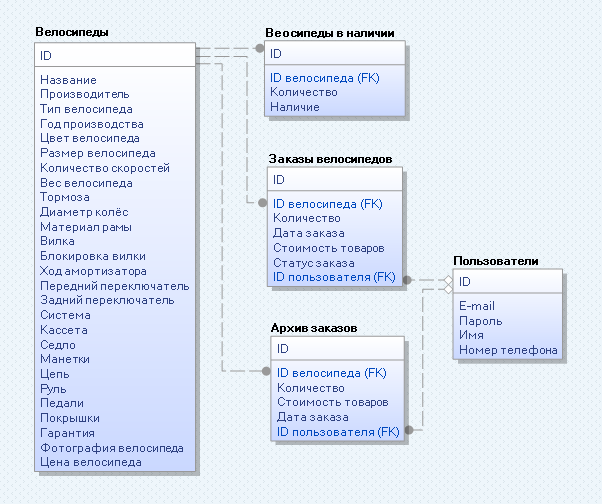 Велосипеды
ID
Название
Производитель
Тип велосипеда
Год производства
Цвет велосипеда
Размер велосипеда
Количество скоростей
Вес велосипеда
Тормоза
Диаметр колёс
Материал рамы
Вилка
Блокировка вилки
Ход амортизатора
Передний переключатель
Задний переключатель
Система
Кассета
Седло
Манетки
Цепь
Руль
Педали
Покрышки
Гарантия
Фотография велосипеда
Цена велосипеда
Веосипеды в наличии
ID
ID велосипеда (FK)
Количество
Наличие
Заказы велосипедов
ID
ID велосипеда (FK)
Количество
Дата заказа
Стоимость товаров
Статус заказа
ID пользователя (FK)
Архив заказов
ID
ID велосипеда (FK)
Количество
Стоимость товаров
Дата заказа
ID пользователя (FK)
Пользователи
ID
E-mail
Пароль
Имя
Номер телефона